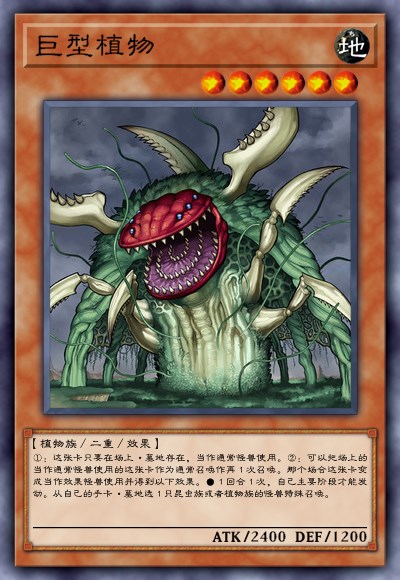 巨型植物
地
【植物族／二重／效果】
①：这张卡只要在场上・墓地存在，当作通常怪兽使用。②：可以把场上的
当作通常怪兽使用的这张卡作为通常召唤作再1次召唤。那个场合这张卡变
成当作效果怪兽使用并得到以下效果。●1回合1次，自己主要阶段才能发
动。从自己的手卡・墓地选1只昆虫族或者植物族的怪兽特殊召唤。
ATK/2400 DEF/1200